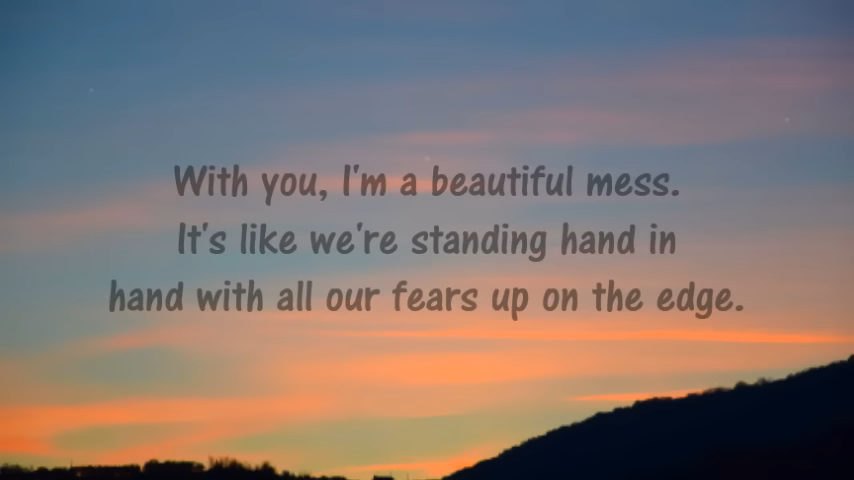 With you, I'm a beautiful mess.
It's like we're standing hand in
hand with all our fears up on the edge.